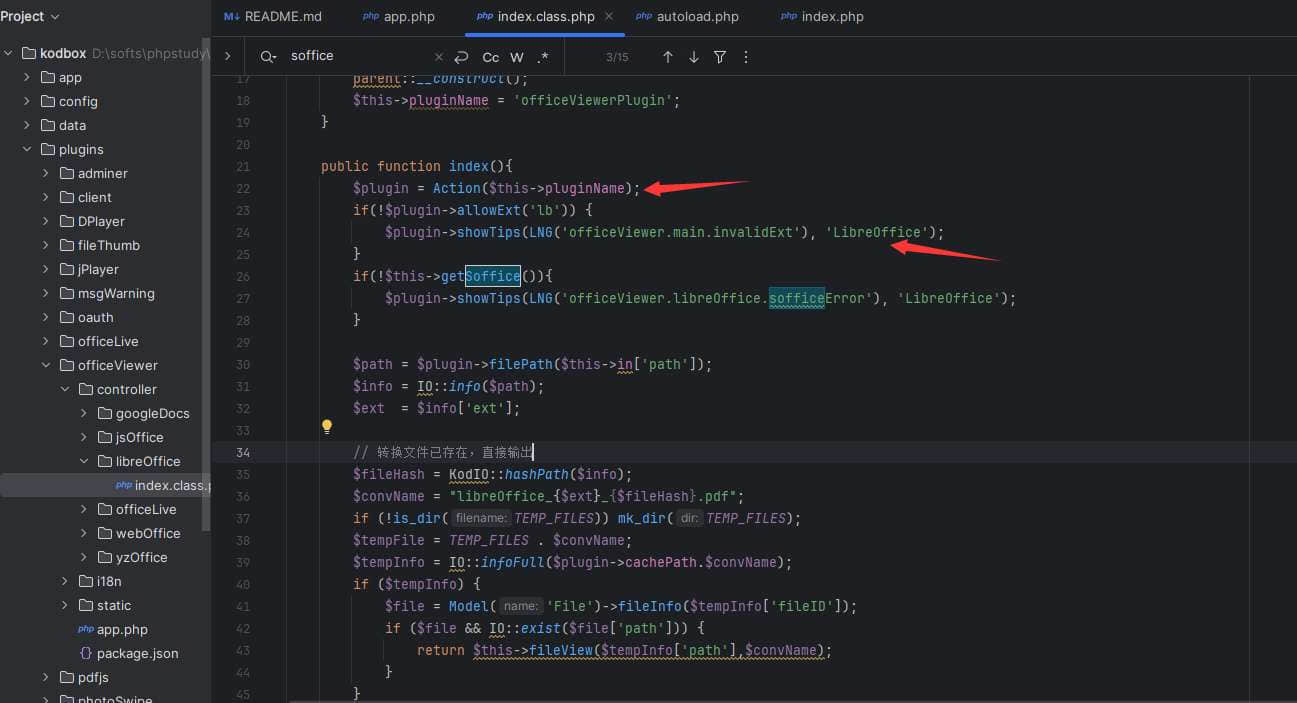 Project
README.md
app.php
index.class.php
autoload.php
index.php
soffice
Cc
W
.*
3/15
kodbox D:\softs\phpstudy\
app
config
data
plugins
adminer
client
DPlayer
fileThumb
jPlayer
msgWarning
oauth
officeLive
officeViewer
controller
googleDocs
jsOffice
libreOffice
index.class.p
officeLive
webOffice
yzOffice
i18n
static
app.php
package.json
pdfjs
photoSwipe
17 parent::__construct();
18 $this->pluginName = 'officeViewerPlugin';
19 }
20
21 public function index(){
22 $plugin = Action($this->pluginName);
23 if(!$plugin->allowExt('lb')) {
24 $plugin->showTips(LNG('officeViewer.main.invalidExt'), 'LibreOffice');
25 }
26 if(!$this->getSoffice()){
27 $plugin->showTips(LNG('officeViewer.libreOffice.sofficeError'), 'LibreOffice');
28 }
29
30 $path = $plugin->filePath($this->in['path']);
31 $info = IO::info($path);
32 $ext  = $info['ext'];
33
34 // 转换文件已存在，直接输出
35 $fileHash = KodIO::hashPath($info);
36 $convName = "libreOffice_{$ext}_{$fileHash}.pdf";
37 if (!is_dir( filename: TEMP_FILES)) mk_dir( dir: TEMP_FILES);
38 $tempFile = TEMP_FILES . $convName;
39 $tempInfo = IO::infoFull($plugin->cachePath.$convName);
40 if ($tempInfo) {
41 $file = Model( name: 'File')->fileInfo($tempInfo['fileID']);
42 if ($file && IO::exist($file['path'])) {
43 return $this->fileView($tempInfo['path'],$convName);
44 }
45 }